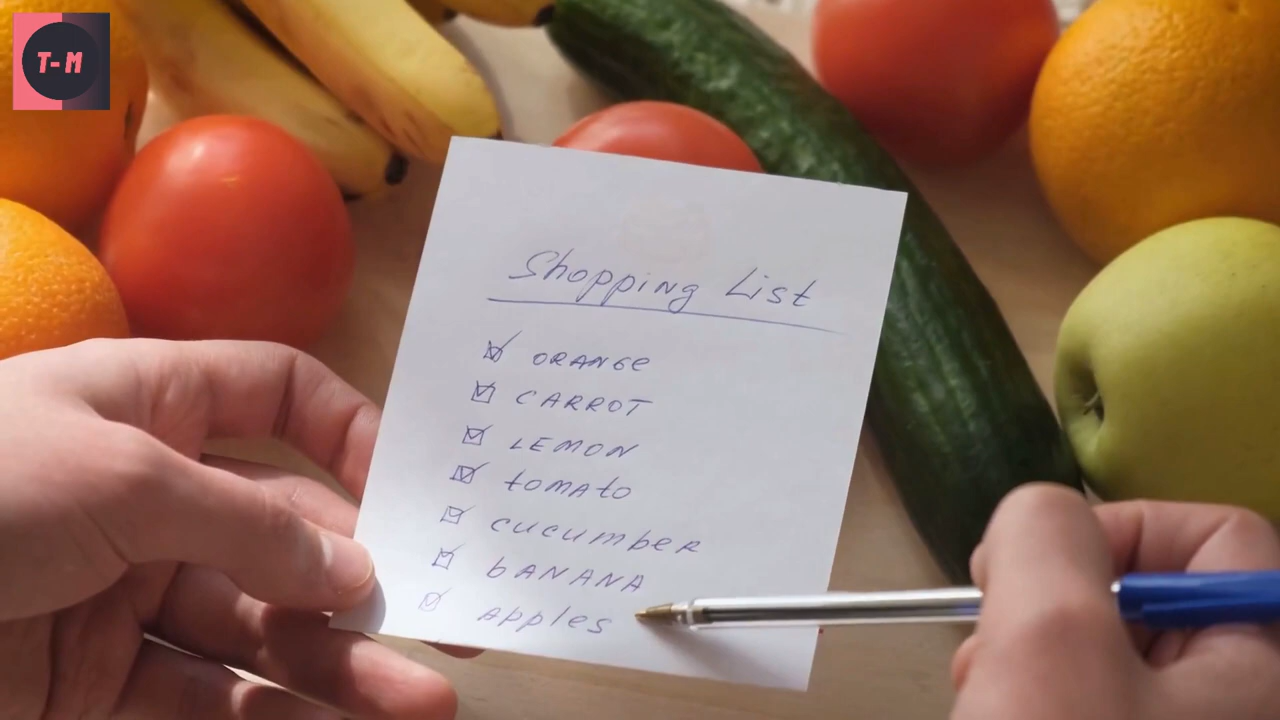 T-M
Shopping List
ORANGE
CARROT
LEMON
tomato
cucumber
bANANA
Apples